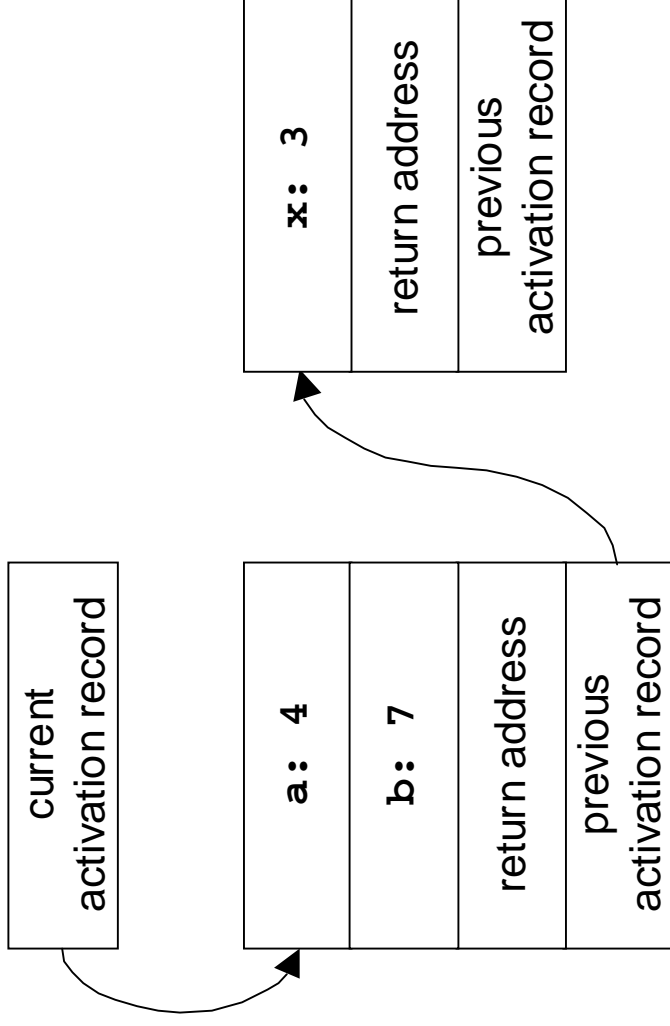 current
activation record
a: 4
b: 7
return address
previous
activation record
x: 3
return address
previous
activation record